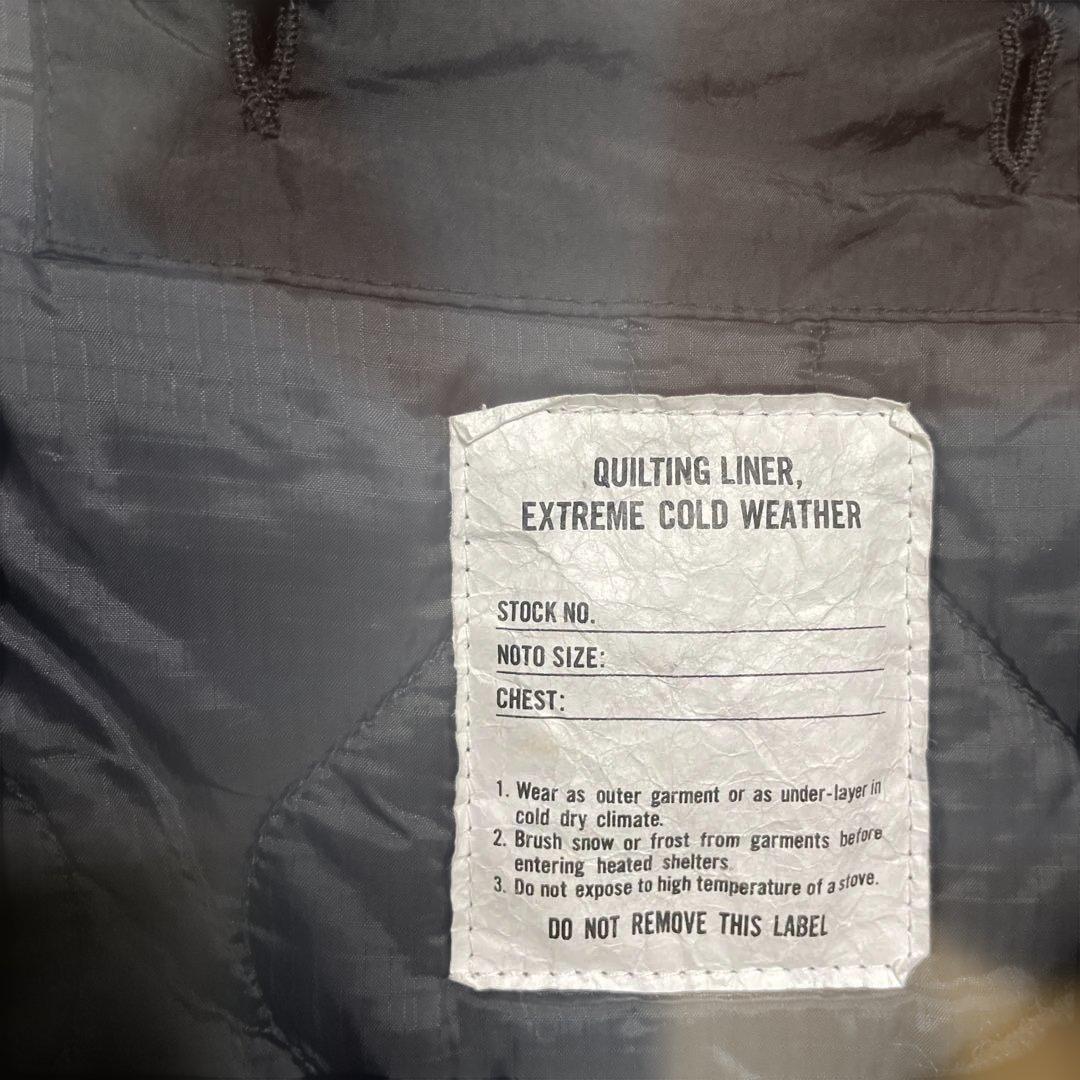 QUILTING LINER,
EXTREME COLD WEATHER
STOCK NO.
NOTO SIZE:
CHEST:
1. Wear as outer garment or as under-layer in
cold dry climate.
2. Brush snow or frost from garments before
entering heated shelters.
3. Do not expose to high temperature of a stove.
DO NOT REMOVE THIS LABEL